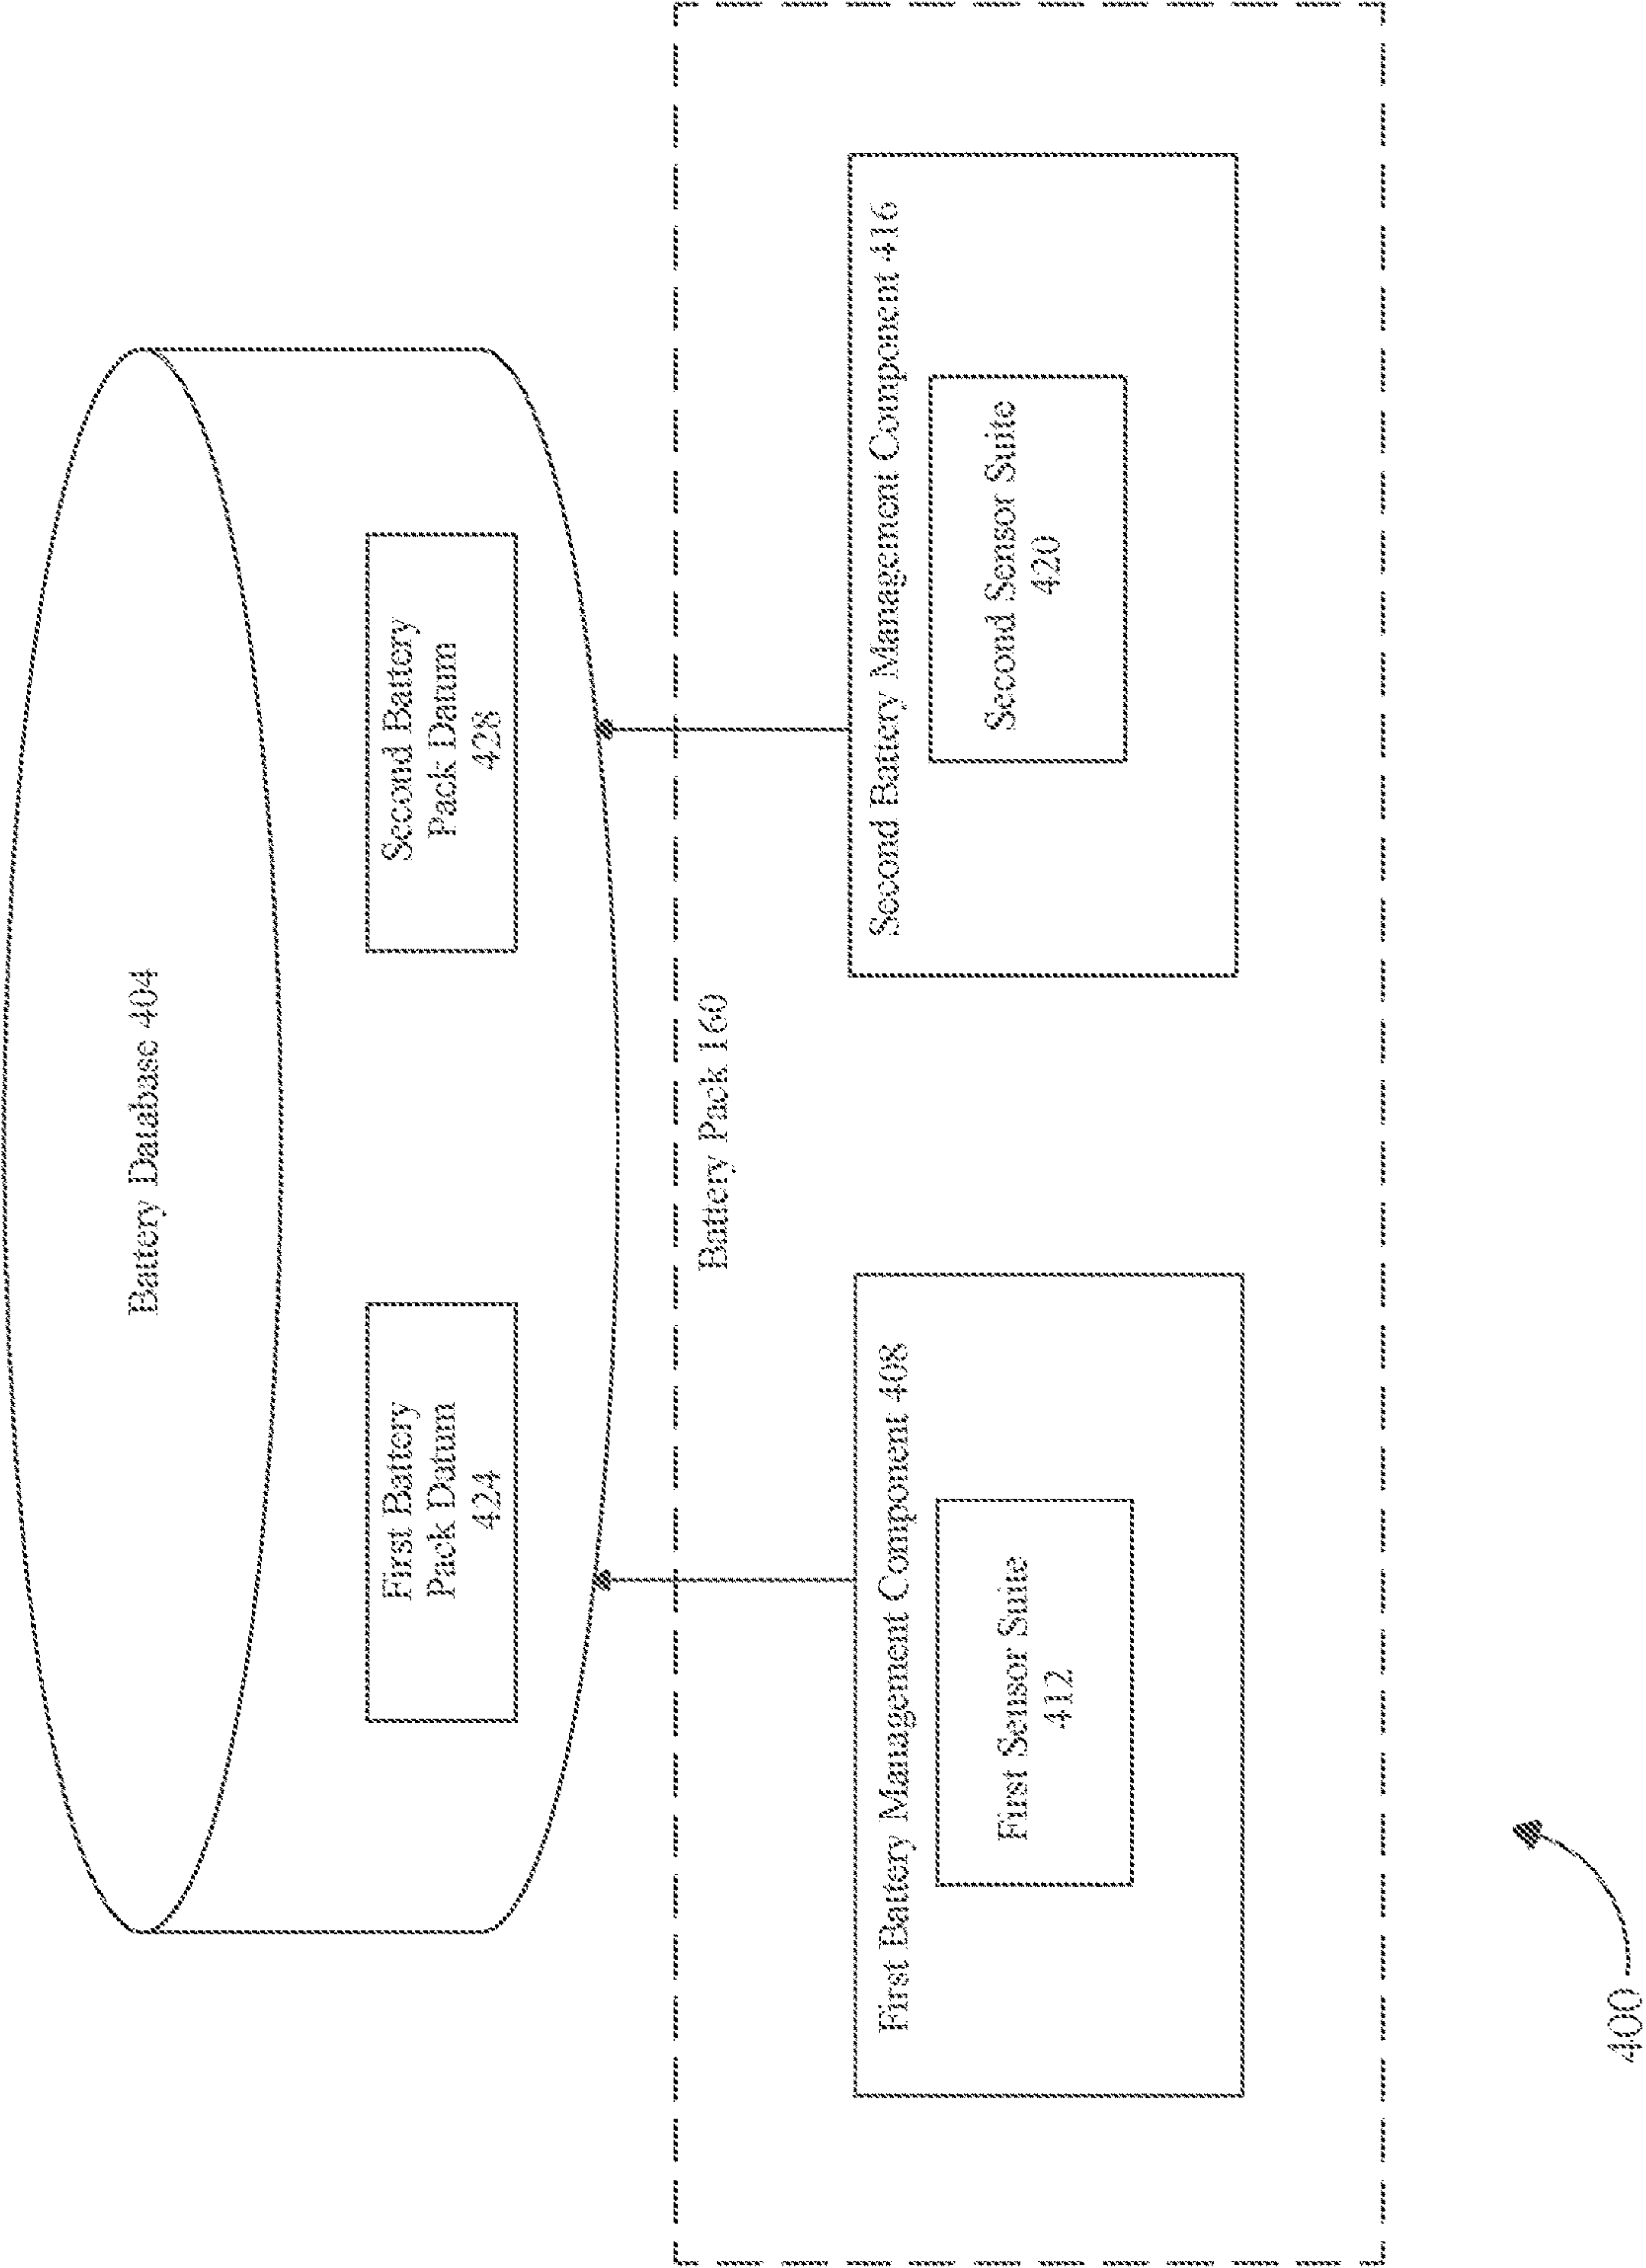 Battery Database 404
First Battery
Pack Datum
424
Second Battery
Pack Datum
428
Battery Pack 160
First Battery Management Component 408
First Sensor Suite
412
Second Battery Management Component 416
Second Sensor Suite
420
400